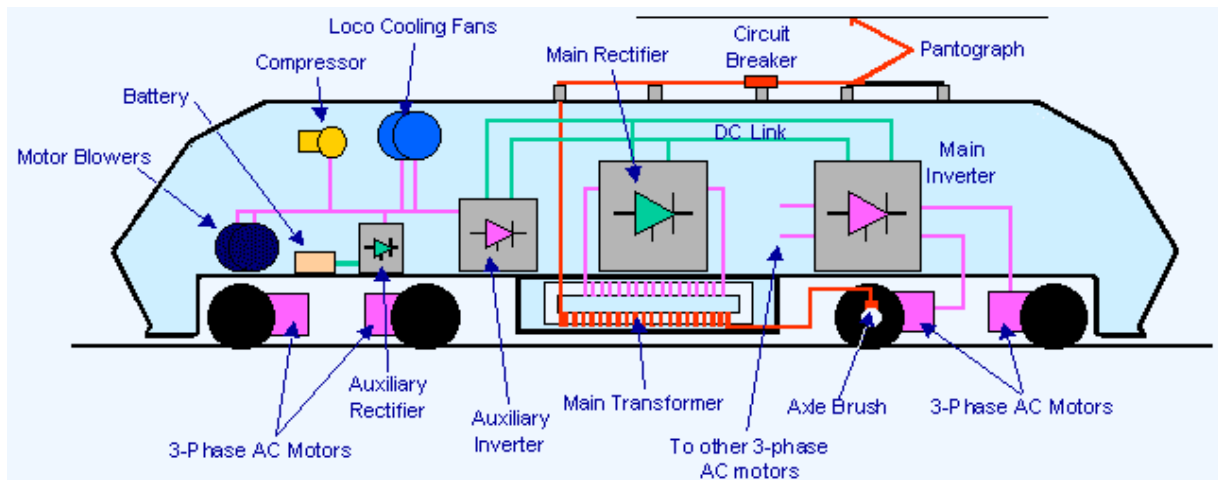 Loco Cooling Fans
Circuit
Breaker
Main Rectifier
Pantograph
Compressor
Battery
DC Link
Motor Blowers
Main
Inverter
Auxiliary
Rectifier
Auxiliary
Inverter
Main Transformer
Axle Brush
3-Phase AC Motors
3-Phase AC Motors
To other 3-phase
AC motors